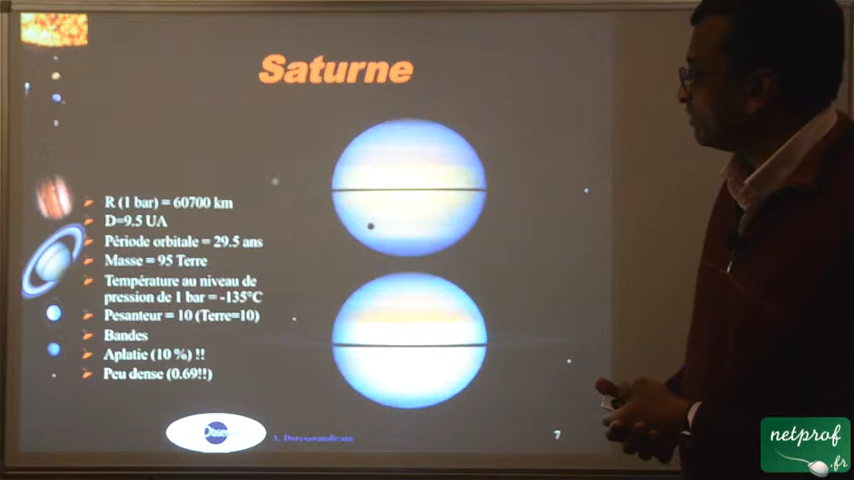 Saturne
R (1 bar) = 60700 km
D=9.5 UA
Période orbitale = 29.5 ans
Masse = 95 Terre
Température au niveau de
pression de 1 bar = -135°C
Pesanteur = 10 (Terre=10)
Bandes
Aplatie (10 %) !!
Peu dense (0.69!!)
7
netprof
.fr